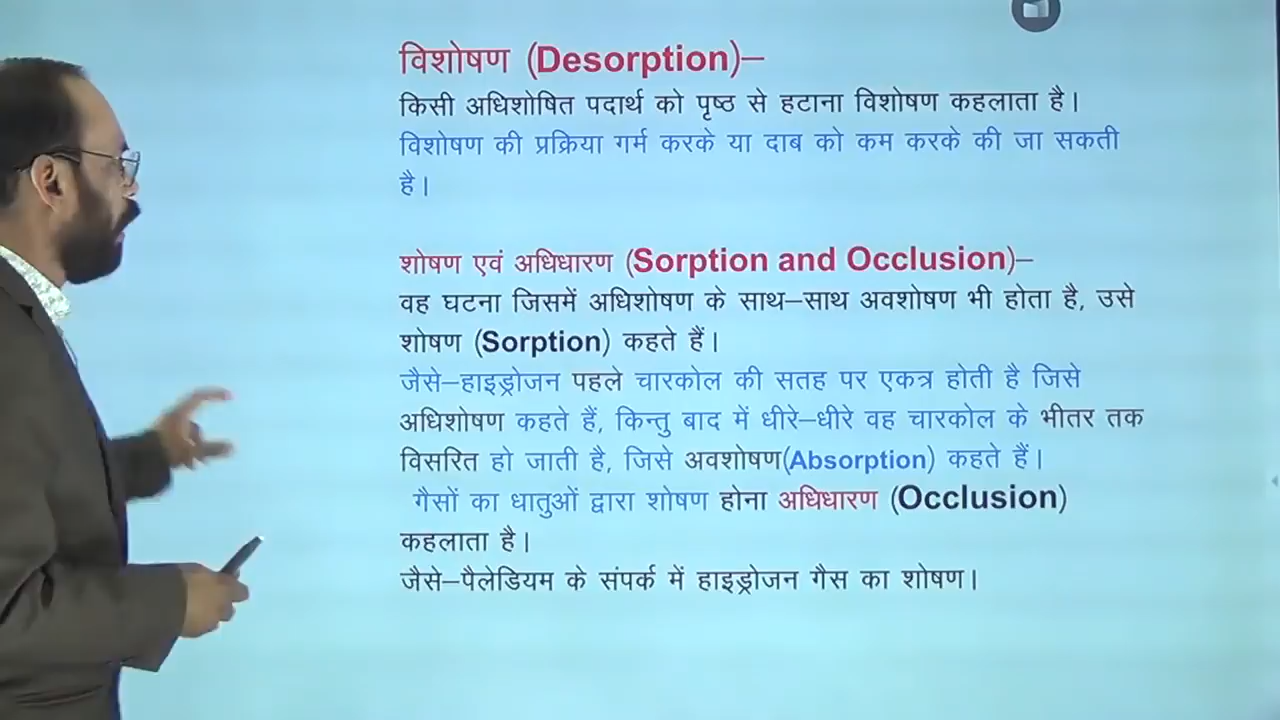 विशोषण (Desorption)–
किसी अधिशोषित पदार्थ को पृष्ठ से हटाना विशोषण कहलाता है।
विशोषण की प्रक्रिया गर्म करके या दाब को कम करके की जा सकती
है।
शोषण एवं अधिधारण (Sorption and Occlusion)–
वह घटना जिसमें अधिशोषण के साथ–साथ अवशोषण भी होता है, उसे
शोषण (Sorption) कहते हैं।
जैसे–हाइड्रोजन पहले चारकोल की सतह पर एकत्र होती है जिसे
अधिशोषण कहते हैं, किन्तु बाद में धीरे–धीरे वह चारकोल के भीतर तक
विसरित हो जाती है, जिसे अवशोषण(Absorption) कहते हैं।
गैसों का धातुओं द्वारा शोषण होना अधिधारण (Occlusion)
कहलाता है।
जैसे–पैलेडियम के संपर्क में हाइड्रोजन गैस का शोषण।